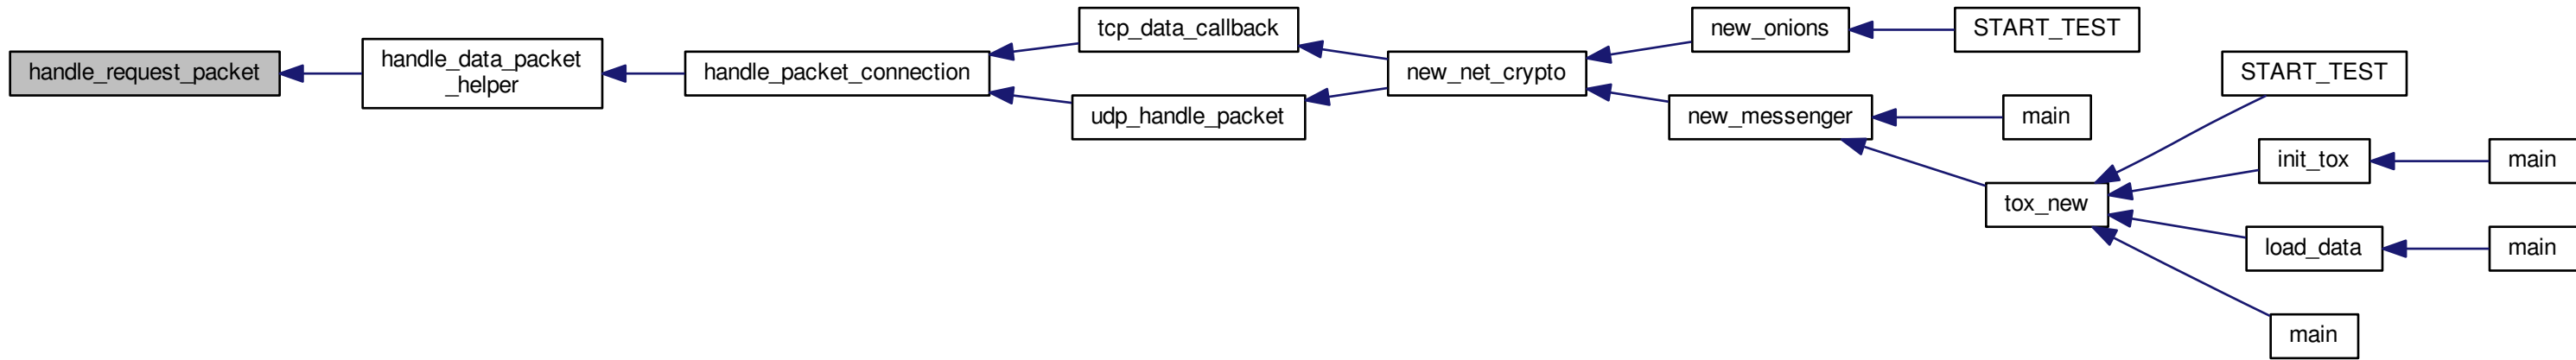 handle_request_packet
handle_data_packet
_helper
handle_packet_connection
tcp_data_callback
udp_handle_packet
new_net_crypto
new_onions
new_messenger
START_TEST
main
tox_new
START_TEST
init_tox
load_data
main
main
main